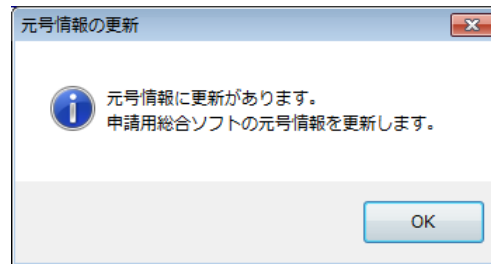 元号情報の更新
元号情報に更新があります。
申請用総合ソフトの元号情報を更新します。
OK